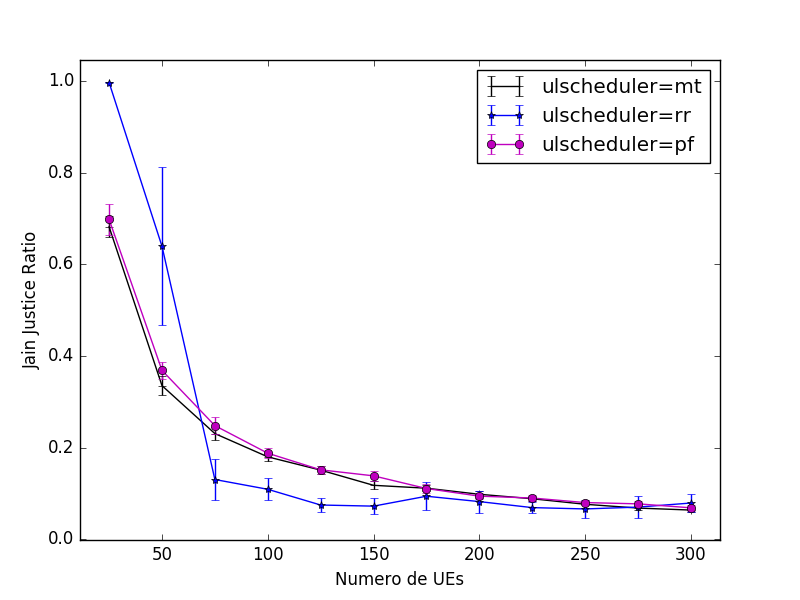 1.0
0.8
0.6
0.4
0.2
0.0
Jain Justice Ratio
ulscheduler=mt
ulscheduler=rr
ulscheduler=pf
50 100 150 200 250 300
Numero de UEs